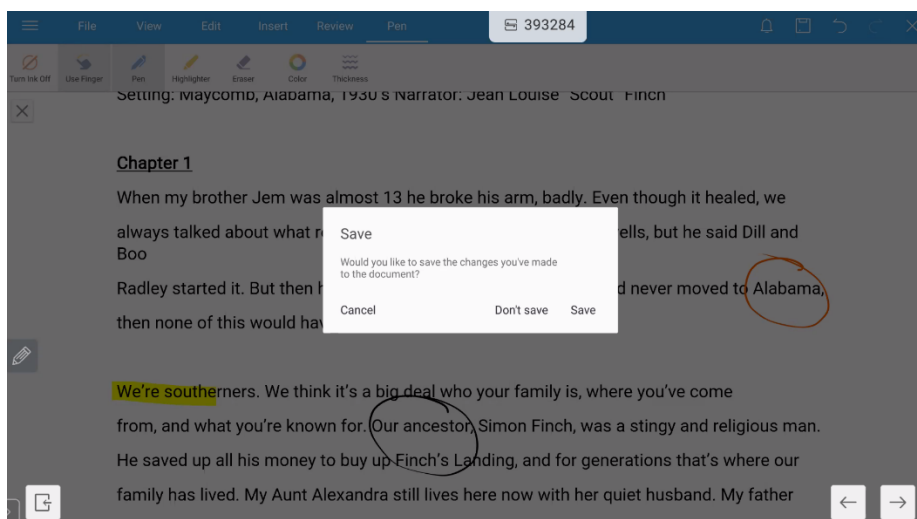 File View Edit Insert Review Pen 393284
Turn Ink Off Use Finger Pen Highlighter Eraser Color Thickness
Setting: Maycomb, Alabama, 1930's Narrator: Jean Louise "Scout" Finch
Chapter 1
When my brother Jem was almost 13 he broke his arm, badly. Even though it healed, we
always talked about what ells, but he said Dill and
Boo
Radley started it. But then d never moved to Alabama,
then none of this would
Save
Would you like to save the changes you've made
to the document?
Cancel Don't save Save
We're southerners. We think it's a big deal who your family is, where you've come
from, and what you're known for. Our ancestor, Simon Finch, was a stingy and religious man.
He saved up all his money to buy up Finch's Landing, and for generations that's where our
family has lived. My Aunt Alexandra still lives here now with her quiet husband. My father